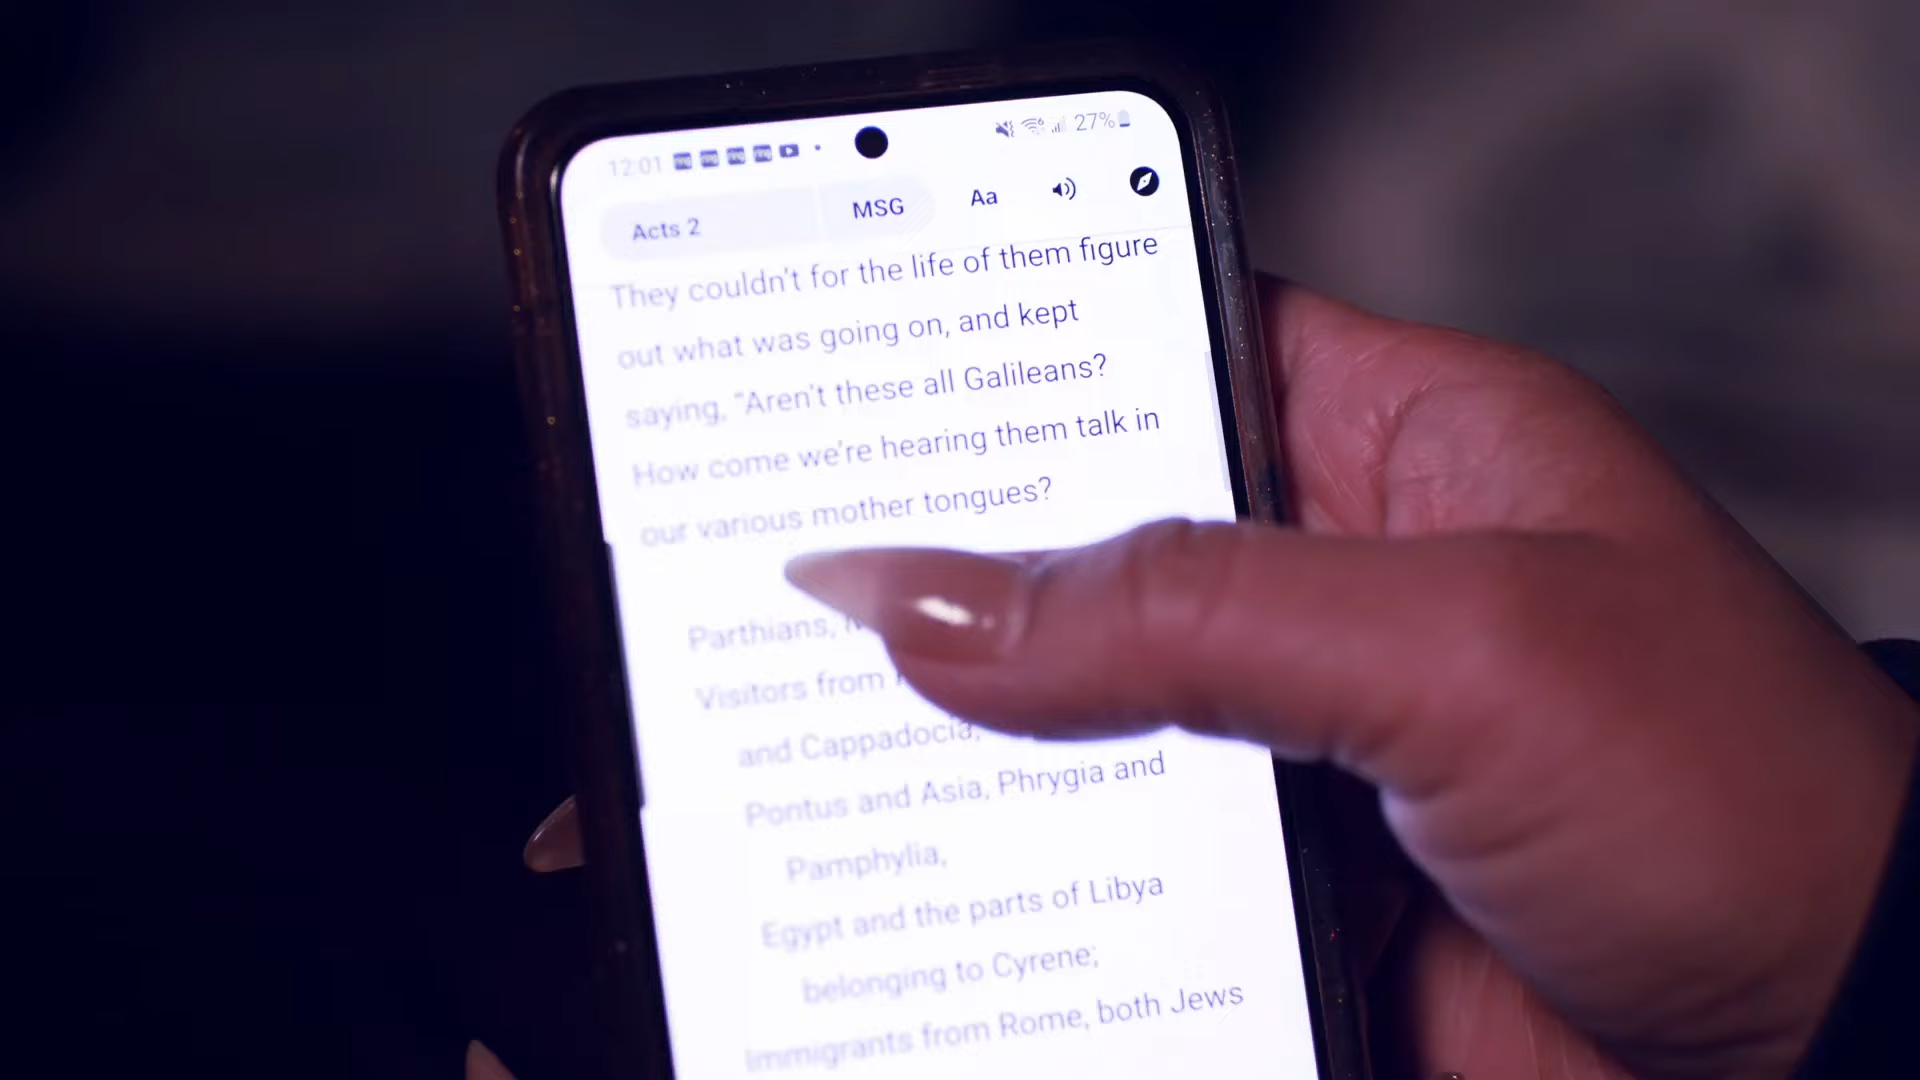 12:01
27%
Acts 2 MSG Aa
They couldn't for the life of them figure
out what was going on, and kept
saying, “Aren't these all Galileans?
How come we're hearing them talk in
our various mother tongues?
Parthians,
Visitors from
and Cappadocia,
Pontus and Asia, Phrygia and
Pamphylia,
Egypt and the parts of Libya
belonging to Cyrene;
Immigrants from Rome, both Jews